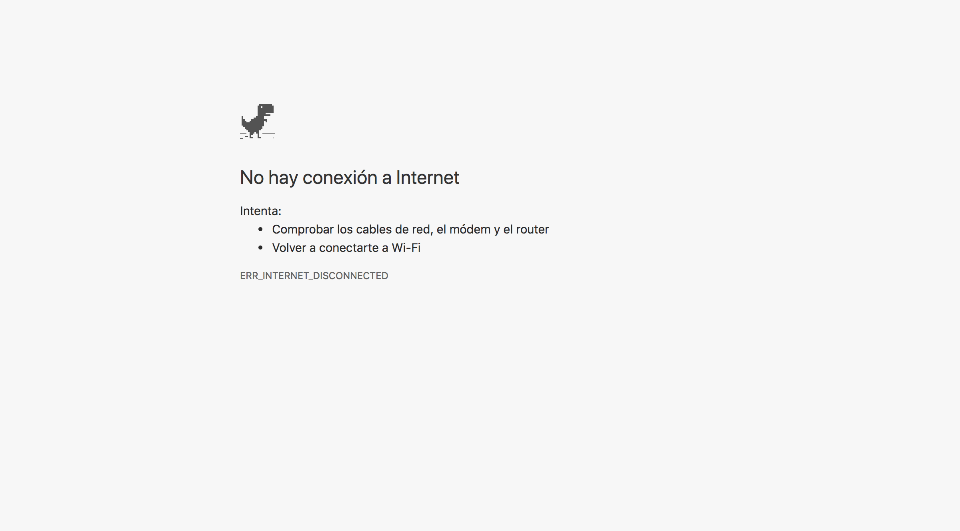 No hay conexión a Internet
Intenta:
• Comprobar los cables de red, el módem y el router
• Volver a conectarte a Wi-Fi
ERR_INTERNET_DISCONNECTED